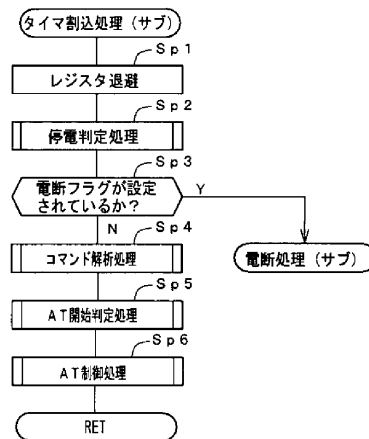 タイマ割込処理（サブ）
Ｓｐ１
レジスタ退避
Ｓｐ２
停電判定処理
Ｓｐ３
電断フラグが設定
されているか？
Ｙ
Ｎ
Ｓｐ４
コマンド解析処理
電断処理（サブ）
Ｓｐ５
ＡＴ開始判定処理
Ｓｐ６
ＡＴ制御処理
RET